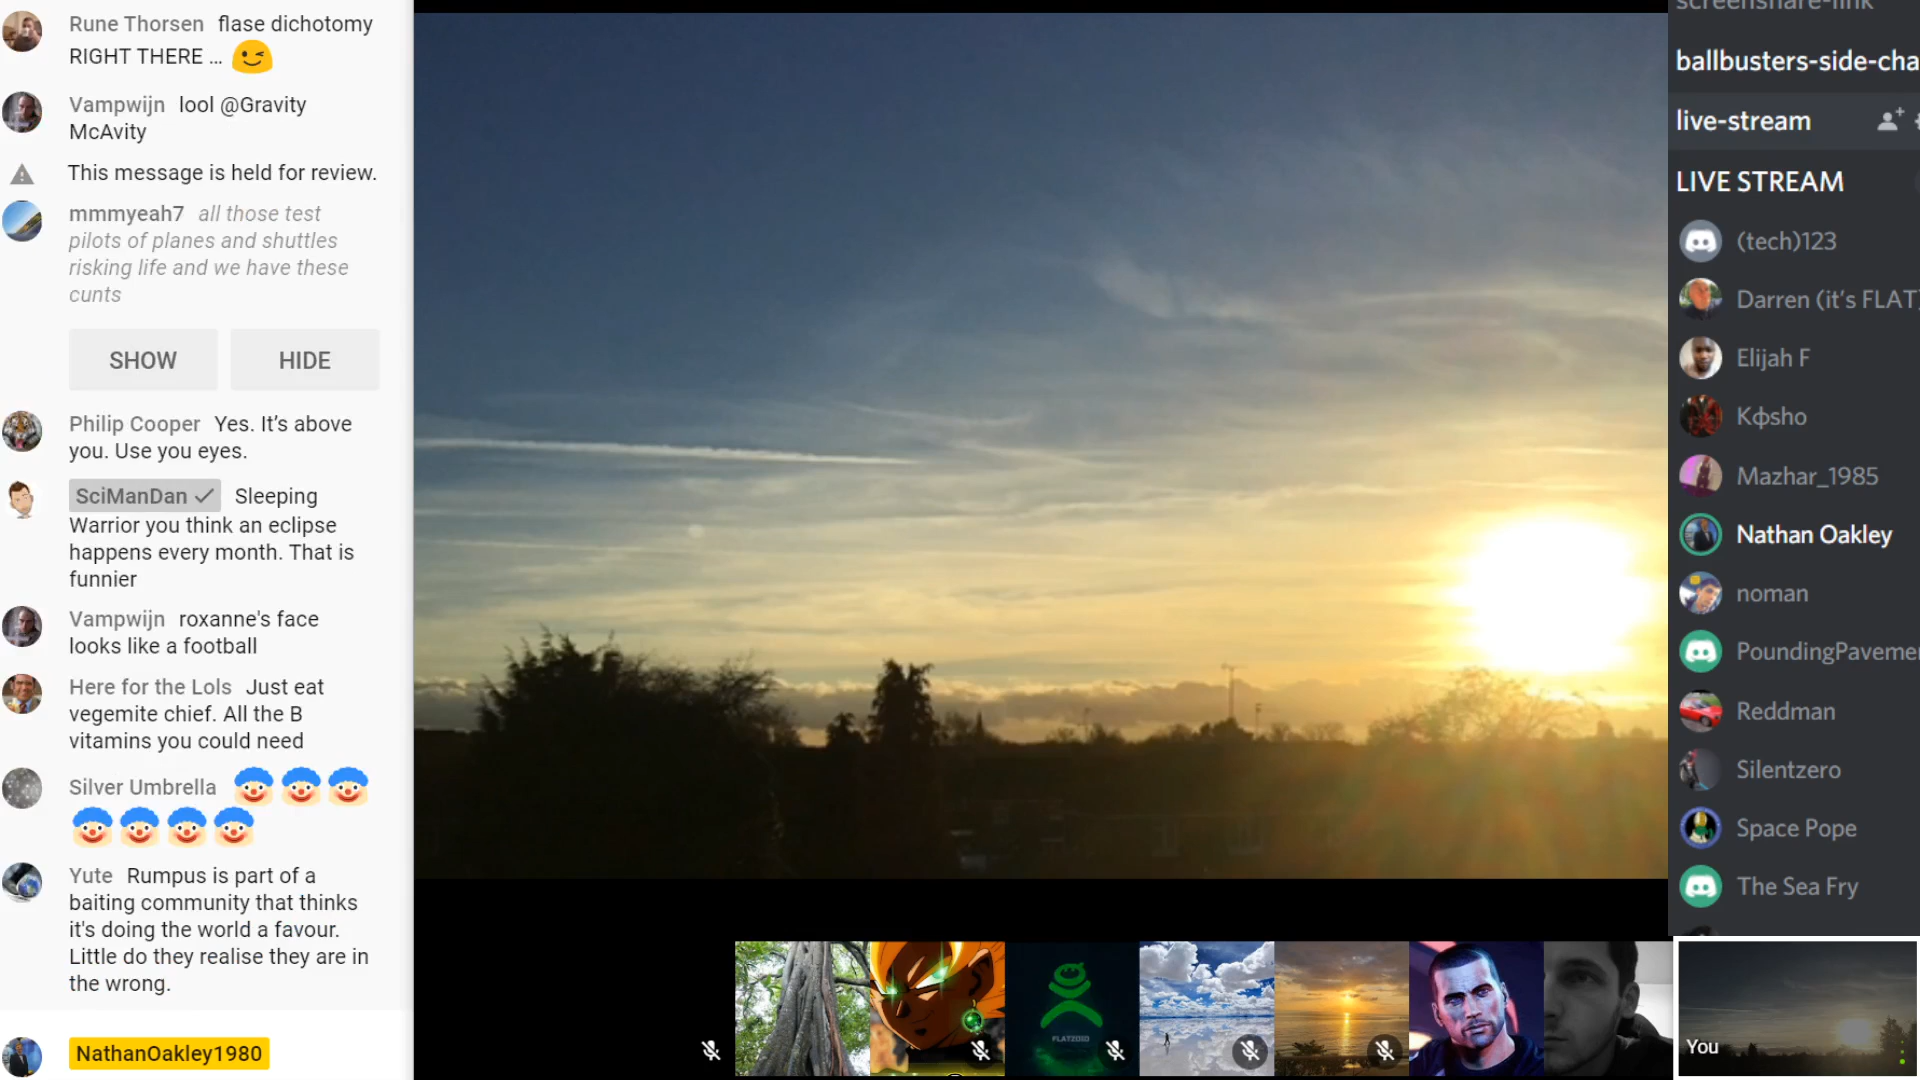 Rune Thorsen flase dichotomy
RIGHT THERE ...
Vampwijn lool @Gravity
McAvity
This message is held for review.
mmmyeah7 all those test
pilots of planes and shuttles
risking life and we have these
cunts
SHOW HIDE
Philip Cooper Yes. It's above
you. Use you eyes.
SciManDan Sleeping
Warrior you think an eclipse
happens every month. That is
funnier
Vampwijn roxanne's face
looks like a football
Here for the Lols Just eat
vegemite chief. All the B
vitamins you could need
Silver Umbrella
Yute Rumpus is part of a
baiting community that thinks
it's doing the world a favour.
Little do they realise they are in
the wrong.
NathanOakley1980
FLATZOID
You
screenshare-link
ballbusters-side-cha
live-stream
LIVE STREAM
(tech)123
Darren (it's FLAT)
Elijah F
Kфsho
Mazhar_1985
Nathan Oakley
noman
PoundingPaveme
Reddman
Silentzero
Space Pope
The Sea Fry